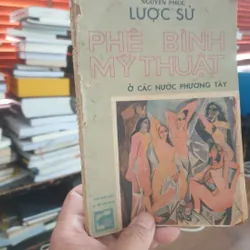 NGUYỄN PHÚC
LƯỢC SỬ
PHÊ BÌNH
MỸ THUẬT
Ở CÁC NƯỚC PHƯƠNG TÂY